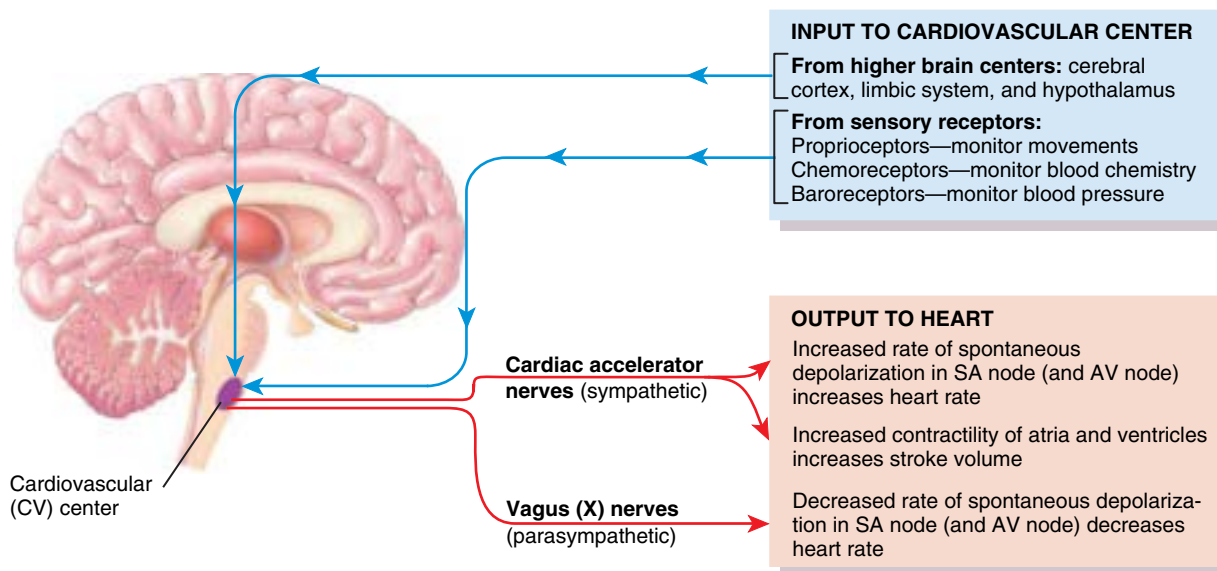 INPUT TO CARDIOVASCULAR CENTER
From higher brain centers: cerebral
cortex, limbic system, and hypothalamus
From sensory receptors:
Proprioceptors—monitor movements
Chemoreceptors—monitor blood chemistry
Baroreceptors—monitor blood pressure
OUTPUT TO HEART
Increased rate of spontaneous
depolarization in SA node (and AV node)
increases heart rate
Increased contractility of atria and ventricles
increases stroke volume
Decreased rate of spontaneous depolariza-
tion in SA node (and AV node) decreases
heart rate
Cardiac accelerator
nerves (sympathetic)
Vagus (X) nerves
(parasympathetic)
Cardiovascular
(CV) center